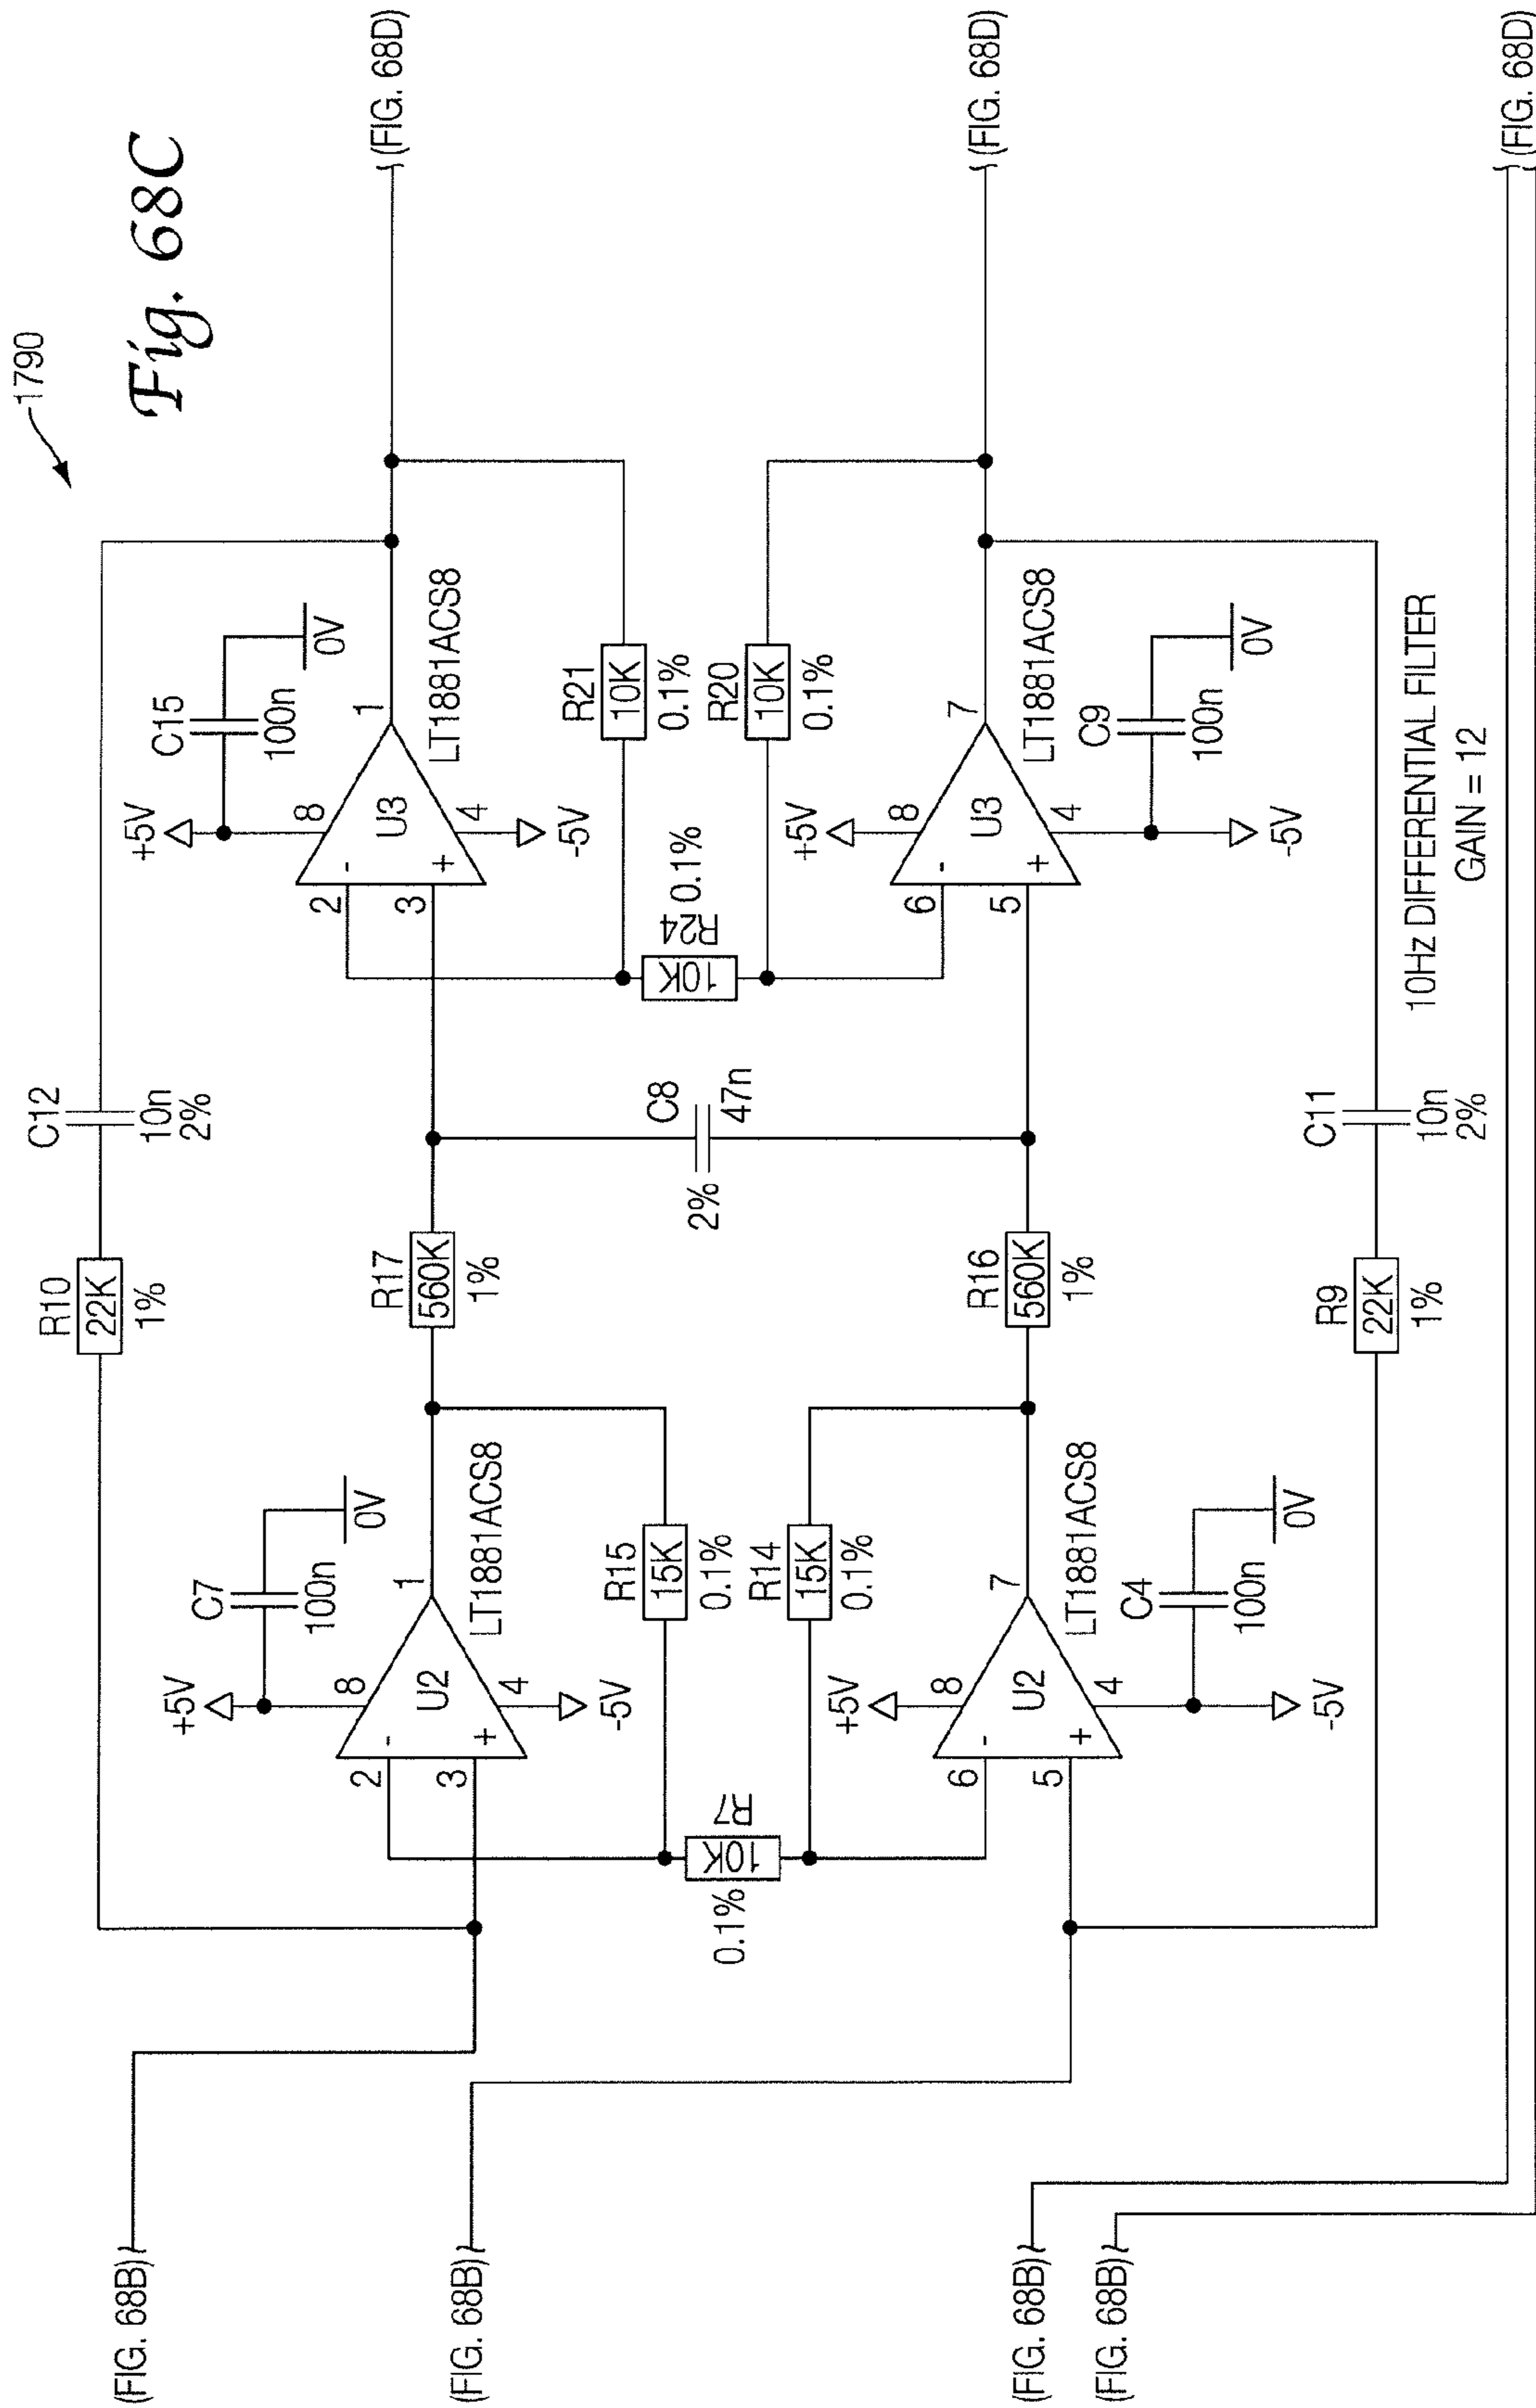 1790
Fig. 68C
(FIG. 68B)
(FIG. 68B)
(FIG. 68B)
(FIG. 68B)
(FIG. 68D)
(FIG. 68D)
(FIG. 68D)
R10
22K
1%
C12
10n
2%
+5V
C7
100n
0V
8
2
-
3
+
U2
1
4
-5V
LT1881ACS8
R15
15K
0.1%
R7
10K
0.1%
R14
15K
0.1%
+5V
8
6
-
5
+
U2
7
4
-5V
LT1881ACS8
C4
100n
0V
R17
560K
1%
C8
47n
2%
R16
560K
1%
+5V
C15
100n
0V
8
2
-
3
+
U3
1
4
-5V
LT1881ACS8
R21
10K
0.1%
R24
10K
0.1%
R20
10K
0.1%
+5V
8
6
-
5
+
U3
7
4
-5V
LT1881ACS8
C9
100n
0V
R9
22K
1%
C11
10n
2%
10Hz DIFFERENTIAL FILTER
GAIN = 12